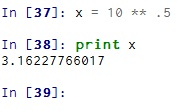 In [37]: x = 10 ** .5
In [38]: print x
3.16227766017
In [39]: